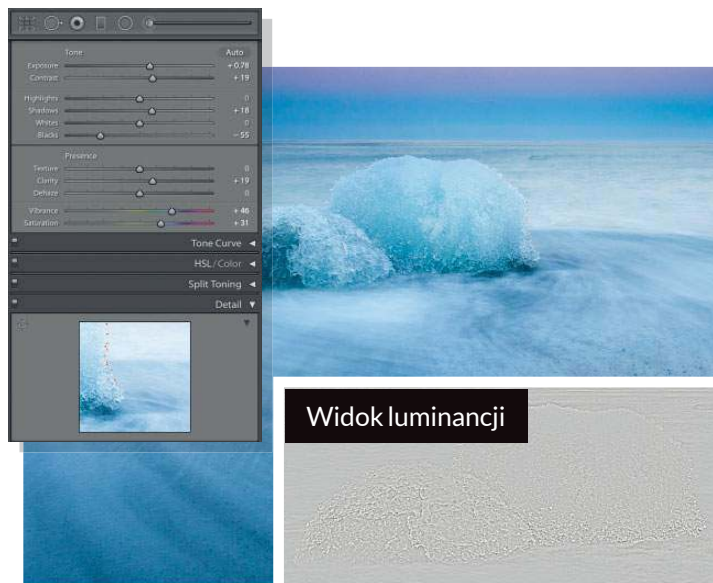 Tone Auto
Exposure + 0.78
Contrast + 19
Highlights 0
Shadows + 18
Whites 0
Blacks − 55
Presence
Texture 0
Clarity + 19
Dehaze 0
Vibrance + 46
Saturation + 31
Tone Curve
HSL / Color
Split Toning
Detail
Widok luminancji